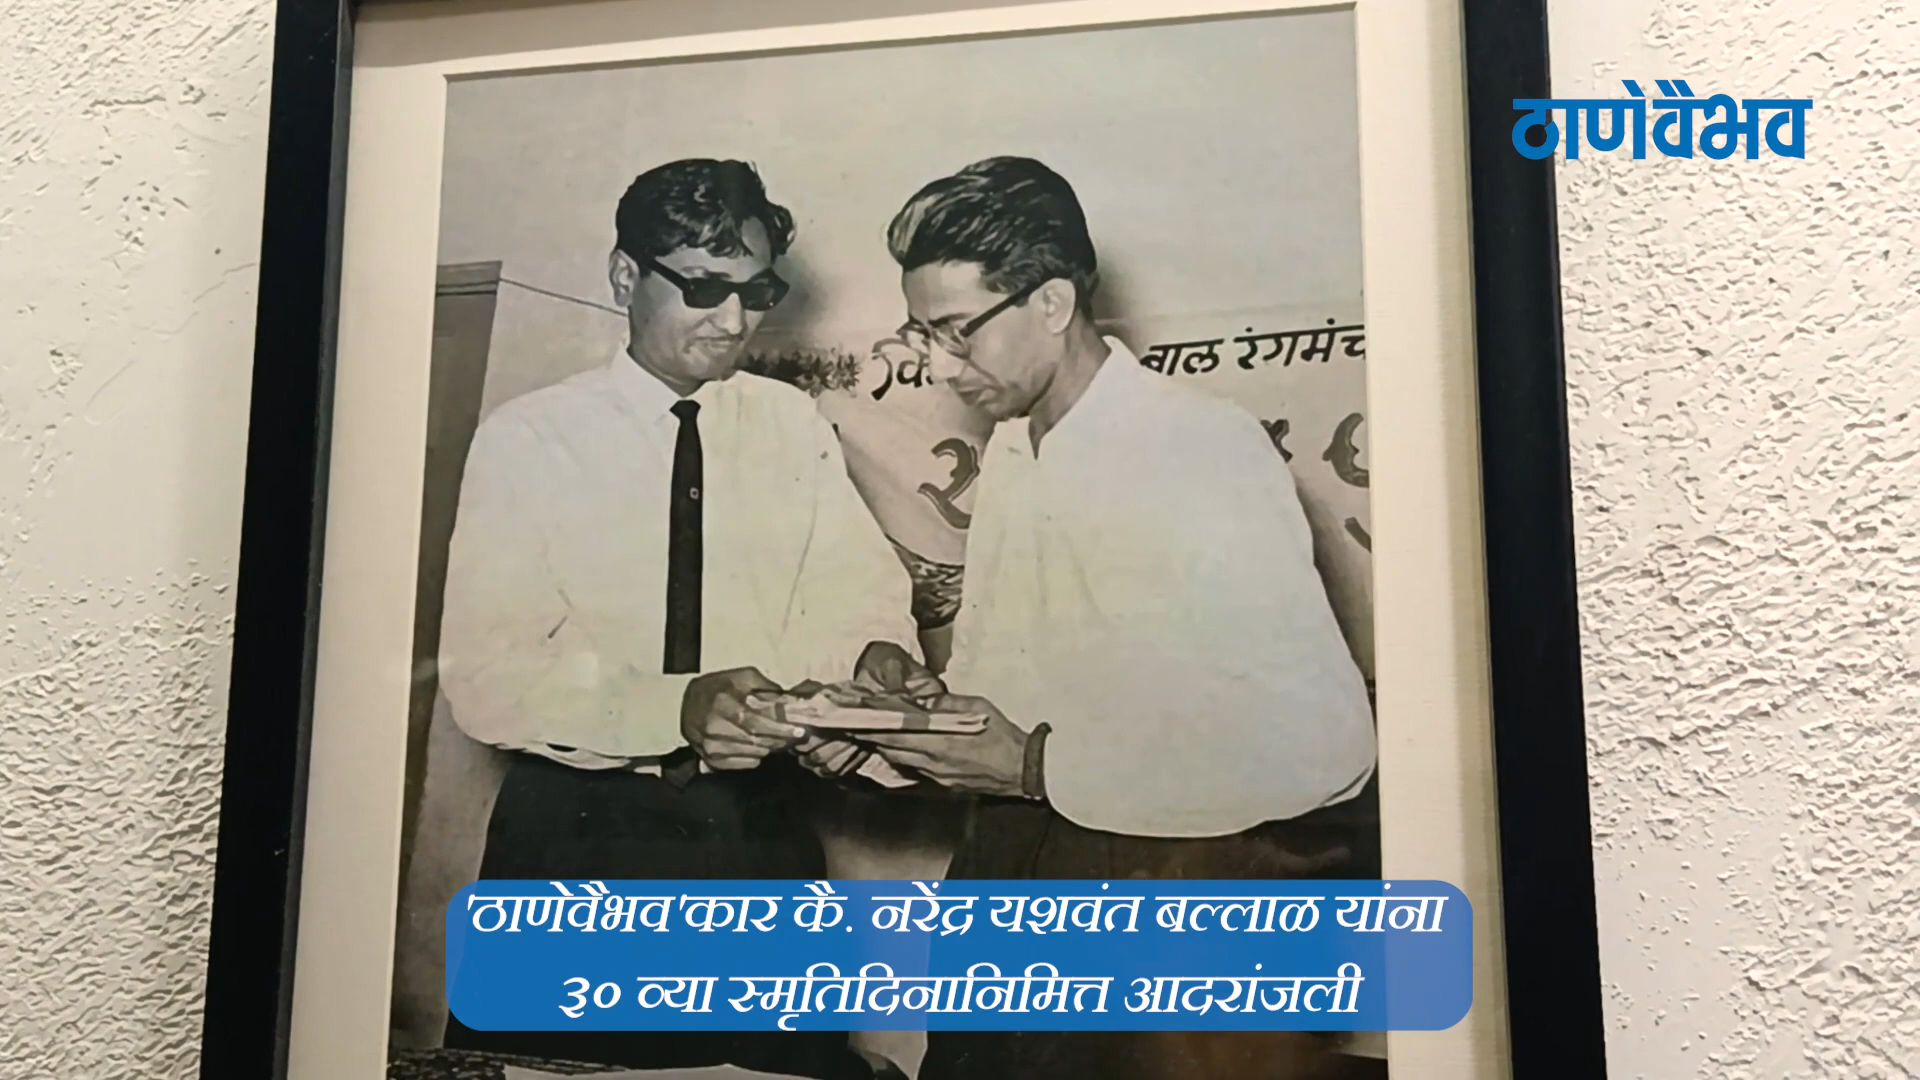 ठाणेवैभव
बाल रंगमंच
'ठाणेवैभव'कार कै. नरेंद्र यशवंत बल्लाळ यांना
३० व्या स्मृतिदिनानिमित्त आदरांजली